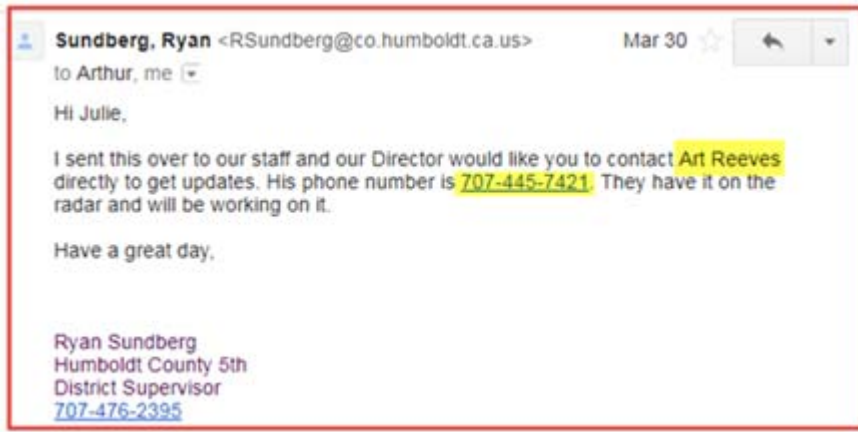 Sundberg, Ryan <RSundberg@co.humboldt.ca.us> Mar 30
to Arthur, me
Hi Julie,
I sent this over to our staff and our Director would like you to contact Art Reeves
directly to get updates. His phone number is 707-445-7421. They have it on the
radar and will be working on it.
Have a great day,
Ryan Sundberg
Humboldt County 5th
District Supervisor
707-476-2395